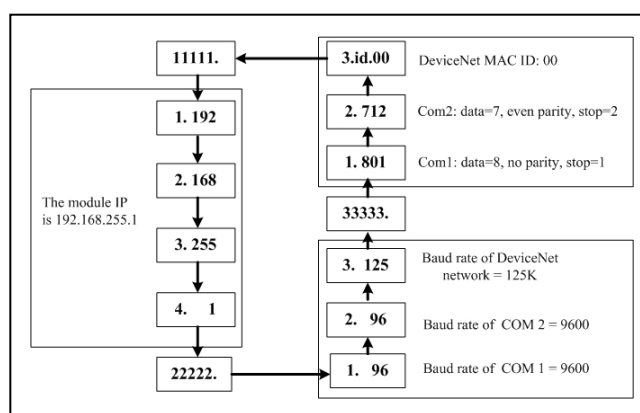 11111.
1. 192
2. 168
3. 255
4. 1
The module IP
is 192.168.255.1
22222.
1. 96
Baud rate of COM 1 = 9600
2. 96
Baud rate of COM 2 = 9600
3. 125
Baud rate of DeviceNet
network = 125K
33333.
1. 801
Com1: data=8, no parity, stop=1
2. 712
Com2: data=7, even parity, stop=2
3.id.00
DeviceNet MAC ID: 00